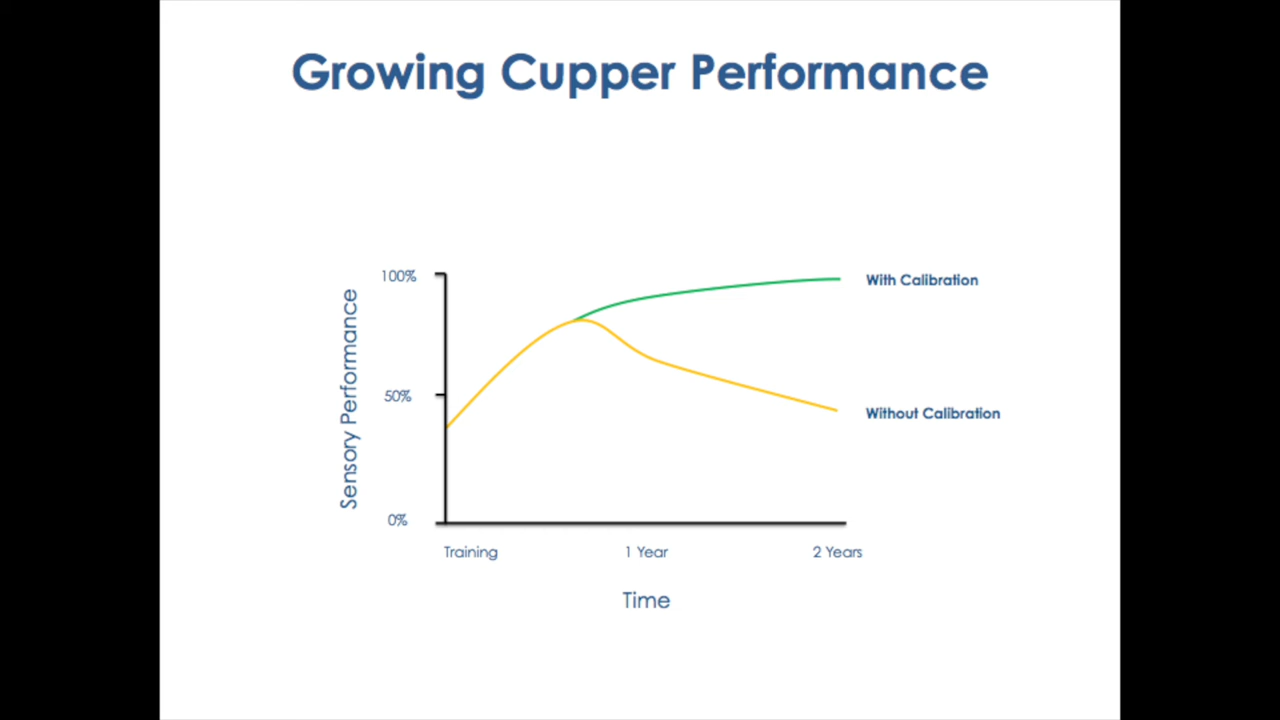 Growing Cupper Performance
100%
With Calibration
Sensory Performance
50%
Without Calibration
0%
Training
1 Year
2 Years
Time